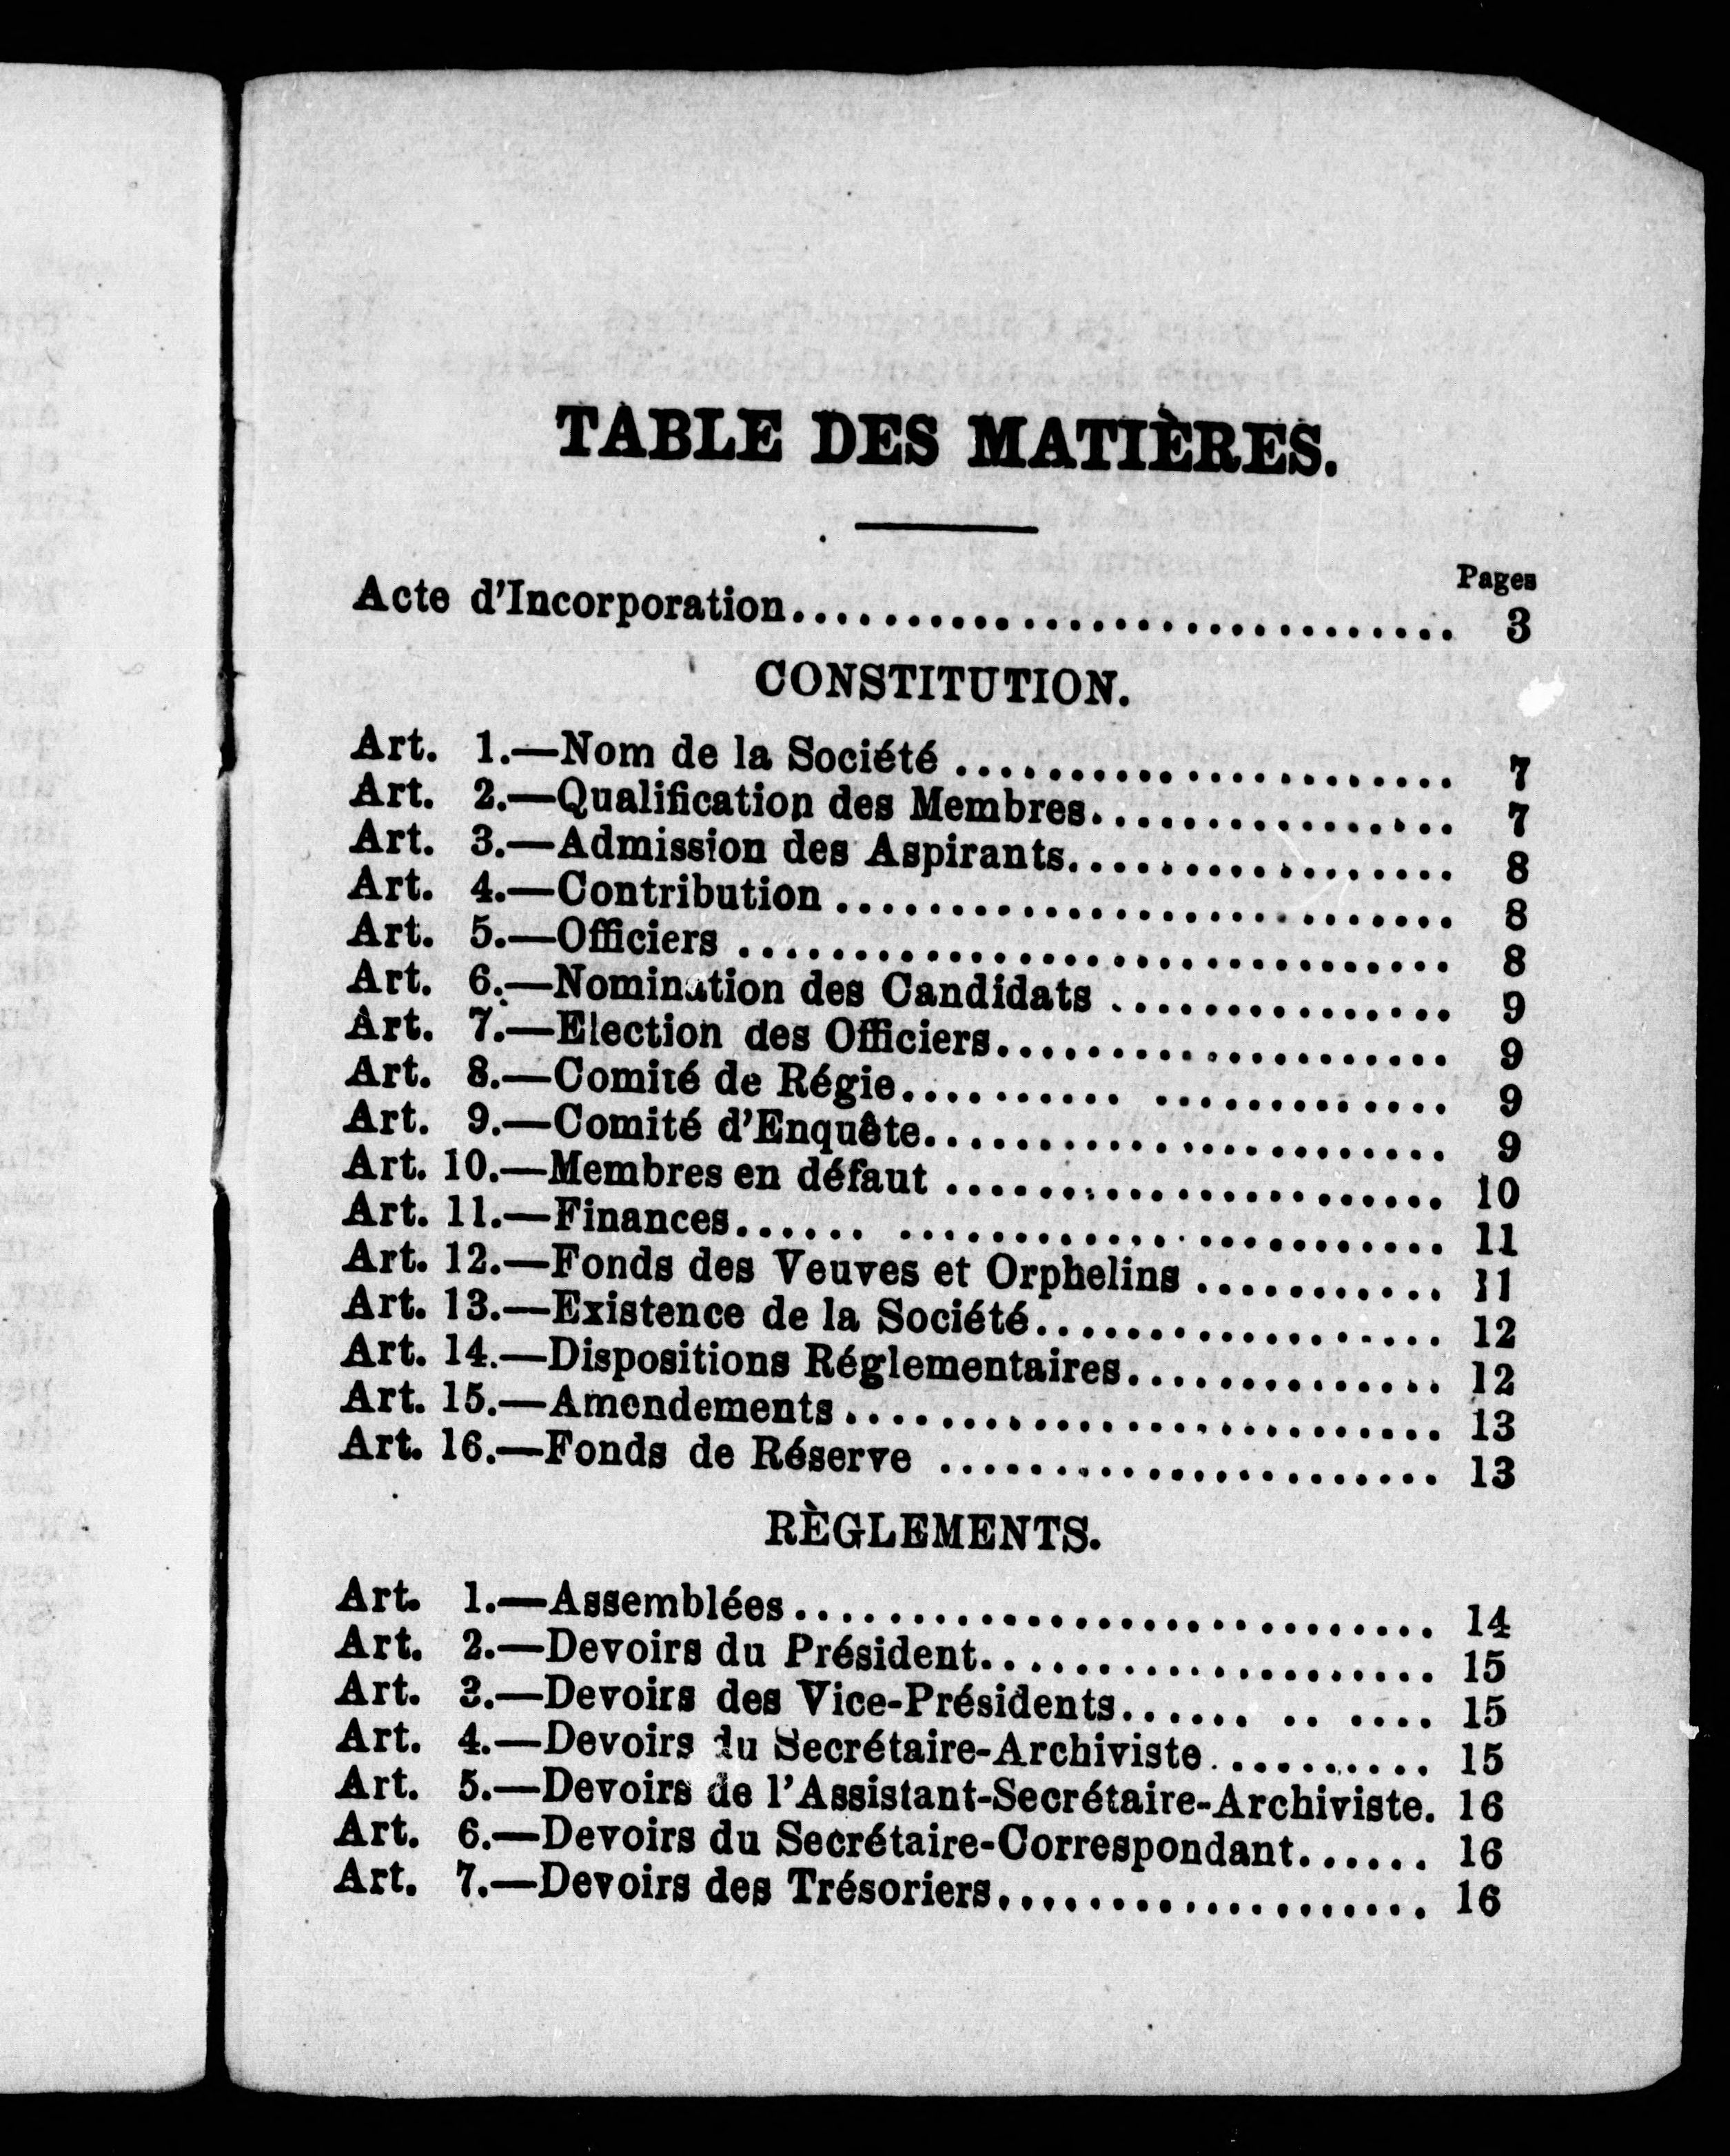 TABLE DES MATIÈRES.
Pages
Acte d'Incorporation.............................. 3
CONSTITUTION.
Art. 1.—Nom de la Société ...................... 7
Art. 2.—Qualification des Membres................ 7
Art. 3.—Admission des Aspirants................. 8
Art. 4.—Contribution ........................... 8
Art. 5.—Officiers ............................... 8
Art. 6.—Nomination des Candidats ............... 9
Art. 7.—Election des Officiers.................... 9
Art. 8.—Comité de Régie.......... ............. 9
Art. 9.—Comité d'Enquête....................... 9
Art. 10.—Membres en défaut ...................... 10
Art. 11.—Finances...... ........................ 11
Art. 12.—Fonds des Veuves et Orphelins ........... 11
Art. 13.—Existence de la Société.................. 12
Art. 14.—Dispositions Réglementaires.............. 12
Art. 15.—Amendements.......................... 13
Art. 16.—Fonds de Réserve ...................... 13
RÈGLEMENTS.
Art. 1.—Assemblées............................ 14
Art. 2.—Devoirs du Président.................... 15
Art. 3.—Devoirs des Vice-Présidents...... .. .... 15
Art. 4.—Devoirs du Secrétaire-Archiviste.......... 15
Art. 5.—Devoirs de l'Assistant-Secrétaire-Archiviste. 16
Art. 6.—Devoirs du Secrétaire-Correspondant...... 16
Art. 7.—Devoirs des Trésoriers................... 16